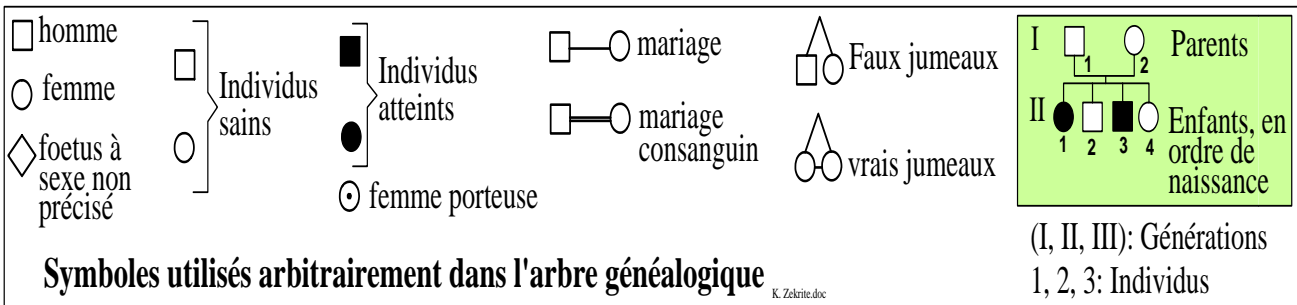 homme
femme
foetus à
sexe non
précisé
Individus
sains
Individus
atteints
femme porteuse
mariage
mariage
consanguin
Faux jumeaux
vrais jumeaux
I
1
2
Parents
II
1
2
3
4
Enfants, en
ordre de
naissance
(I, II, III): Générations
1, 2, 3: Individus
Symboles utilisés arbitrairement dans l'arbre généalogique
K. Zekrite.doc